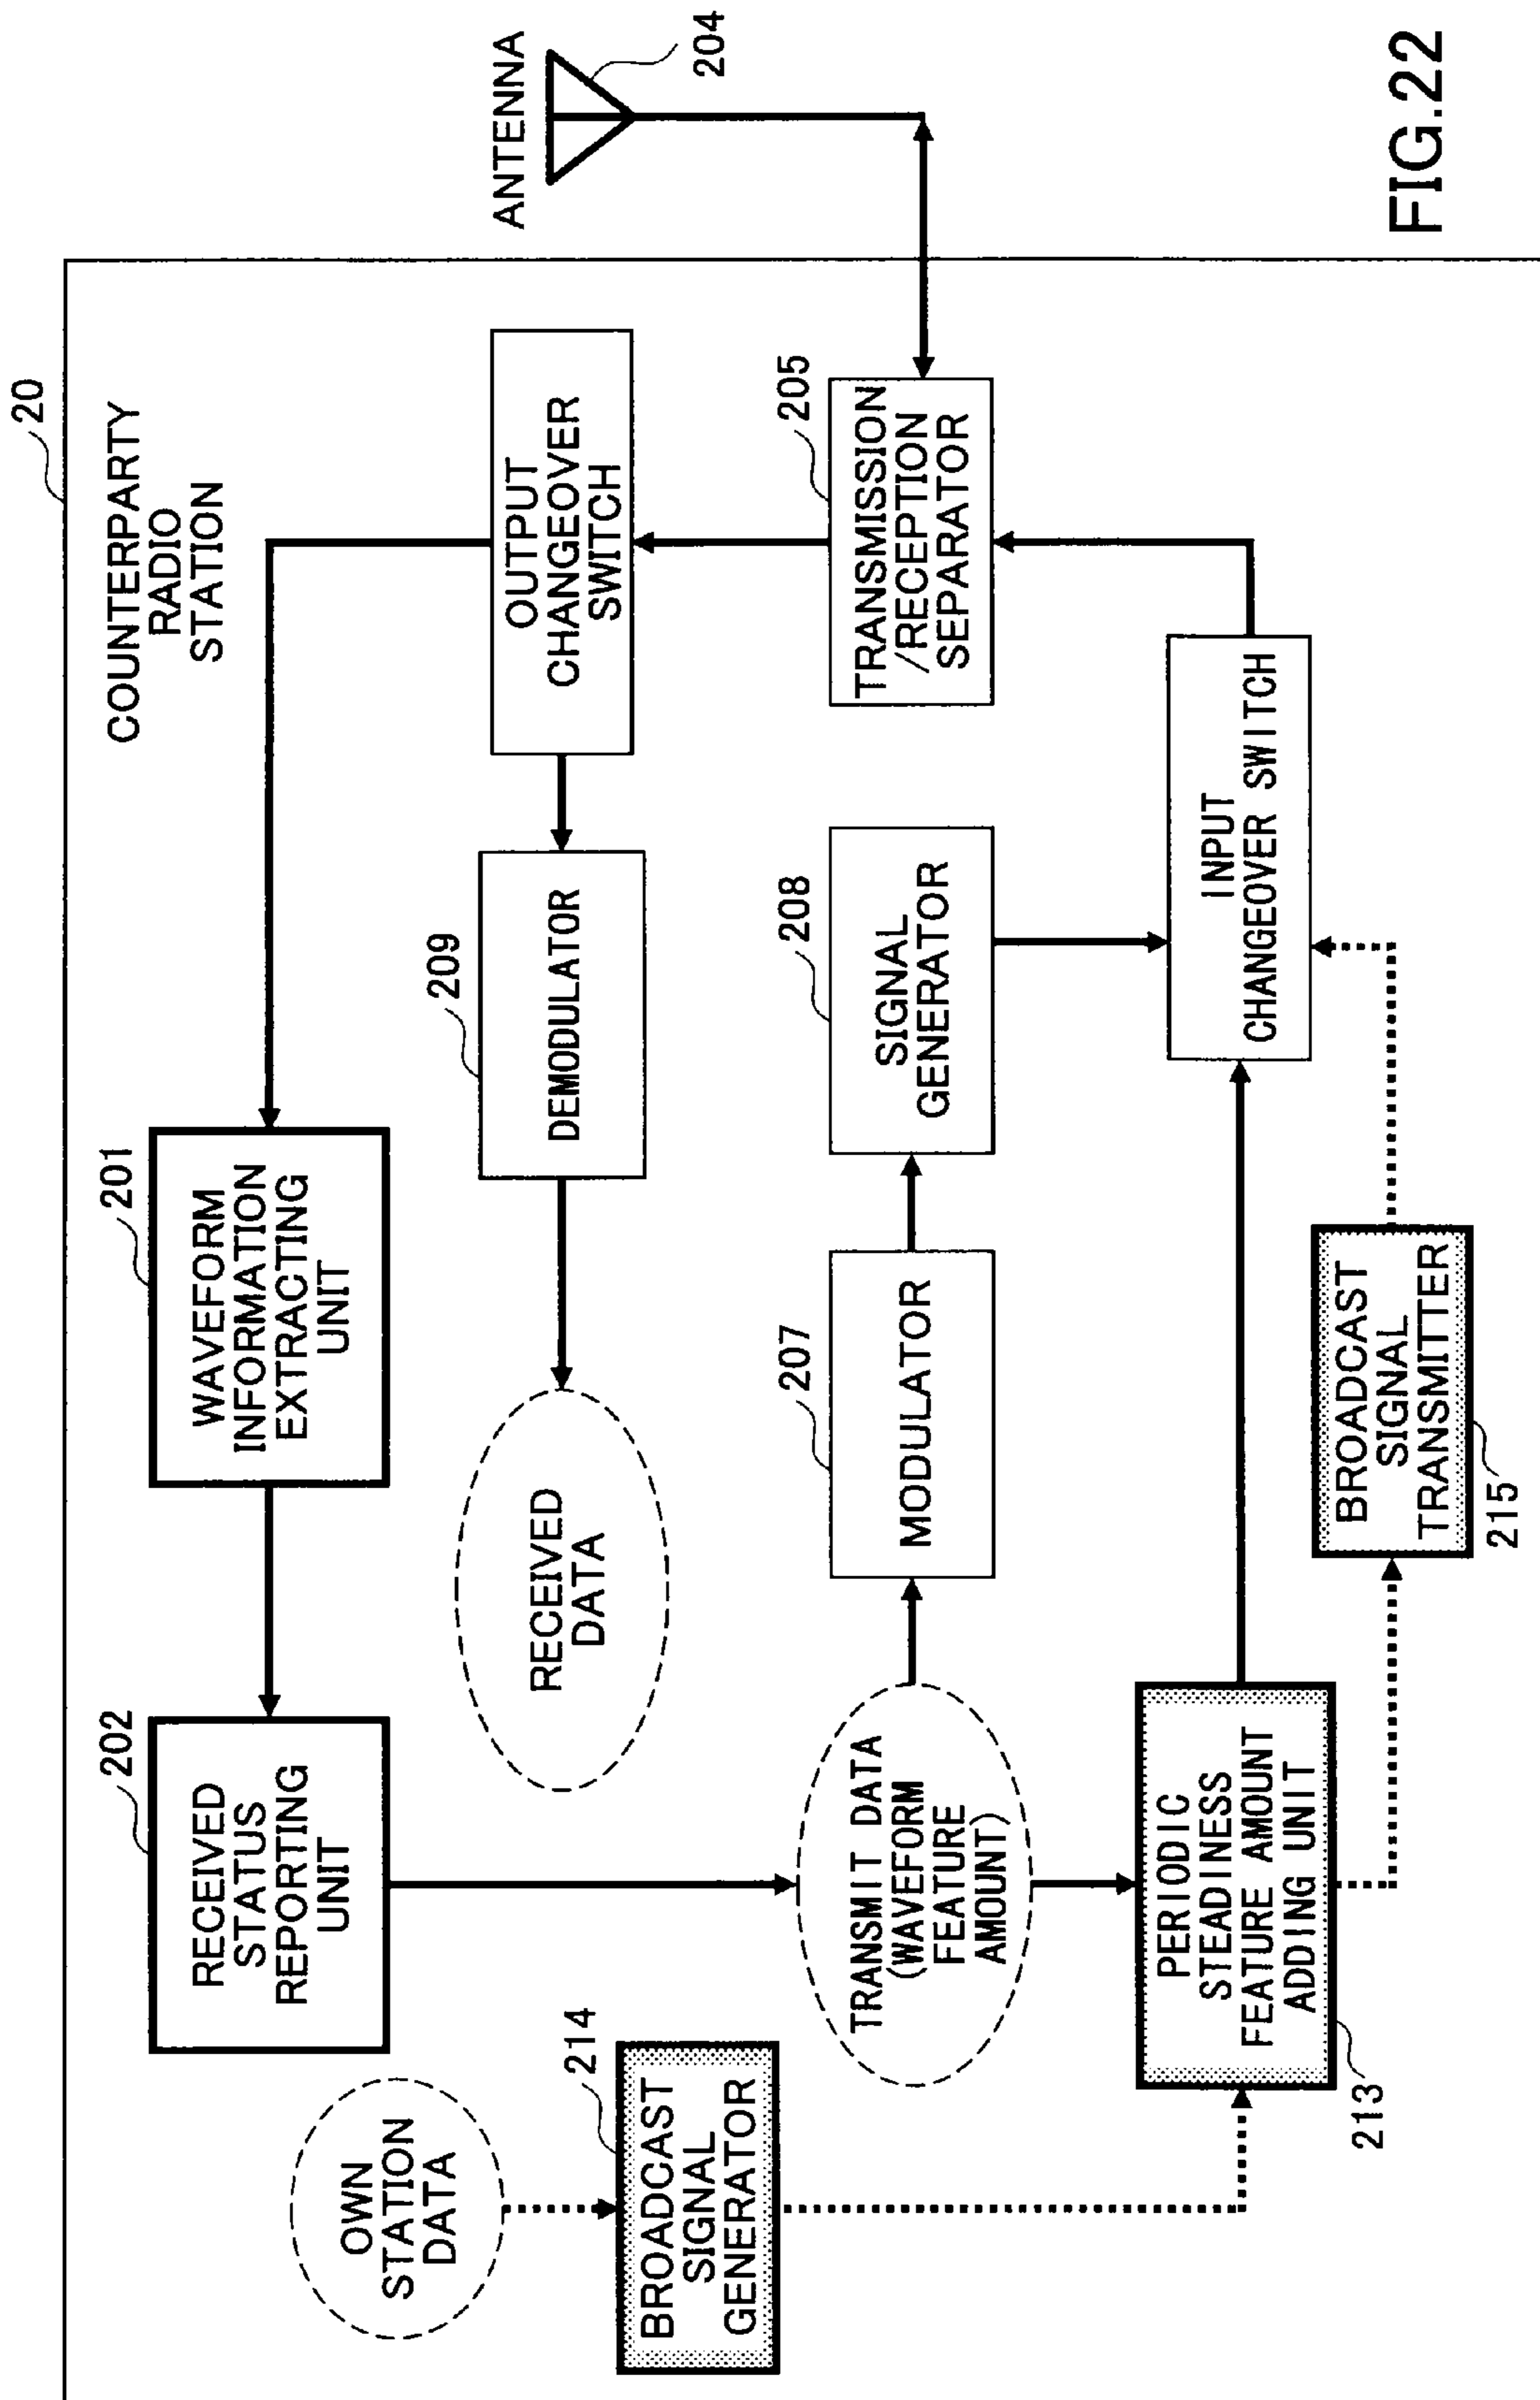 20
COUNTERPARTY
RADIO
STATION
202
RECEIVED
STATUS
REPORTING
UNIT
201
WAVEFORM
INFORMATION
EXTRACTING
UNIT
OWN
STATION
DATA
RECEIVED
DATA
209
DEMODULATOR
OUTPUT
CHANGEOVER
SWITCH
ANTENNA
204
214
BROADCAST
SIGNAL
GENERATOR
TRANSMIT DATA
(WAVEFORM
FEATURE
AMOUNT)
207
MODULATOR
208
SIGNAL
GENERATOR
205
TRANSMISSION
/RECEPTION
SEPARATOR
PERIODIC
STEADINESS
FEATURE AMOUNT
ADDING UNIT
213
INPUT
CHANGEOVER SWITCH
BROADCAST
SIGNAL
TRANSMITTER
215
FIG.22